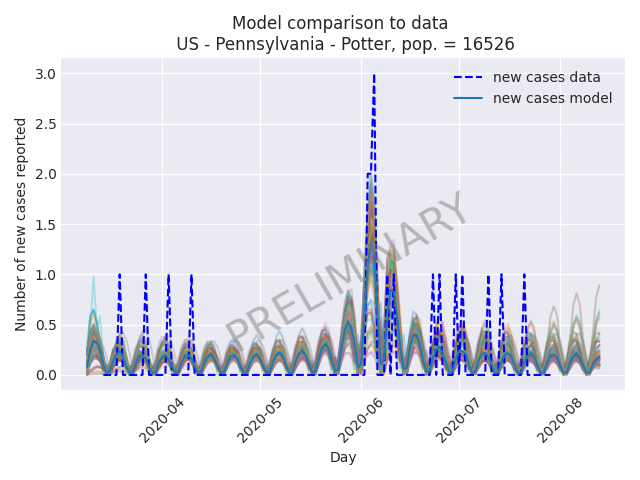 Model comparison to data
US - Pennsylvania - Potter, pop. = 16526
new cases data
new cases model
Number of new cases reported
3.0
2.5
2.0
1.5
1.0
0.5
0.0
PRELIMINARY
2020-04
2020-05
2020-06
2020-07
2020-08
Day